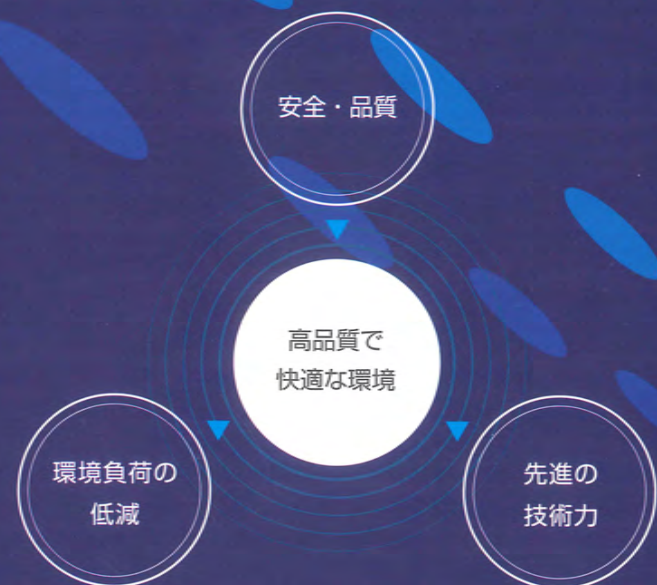 安全・品質
高品質で
快適な環境
環境負荷の
低減
先進の
技術力